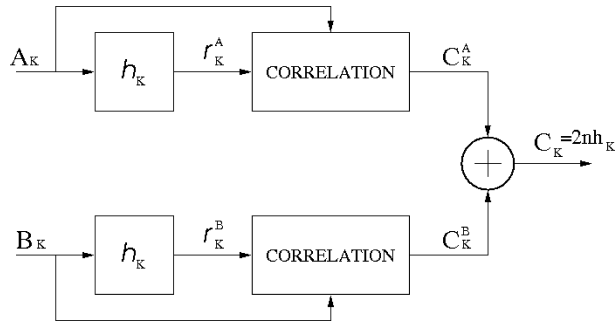 A_K
h_K
r_K^A
CORRELATION
C_K^A
+
C_K=2nh_K
B_K
h_K
r_K^B
CORRELATION
C_K^B